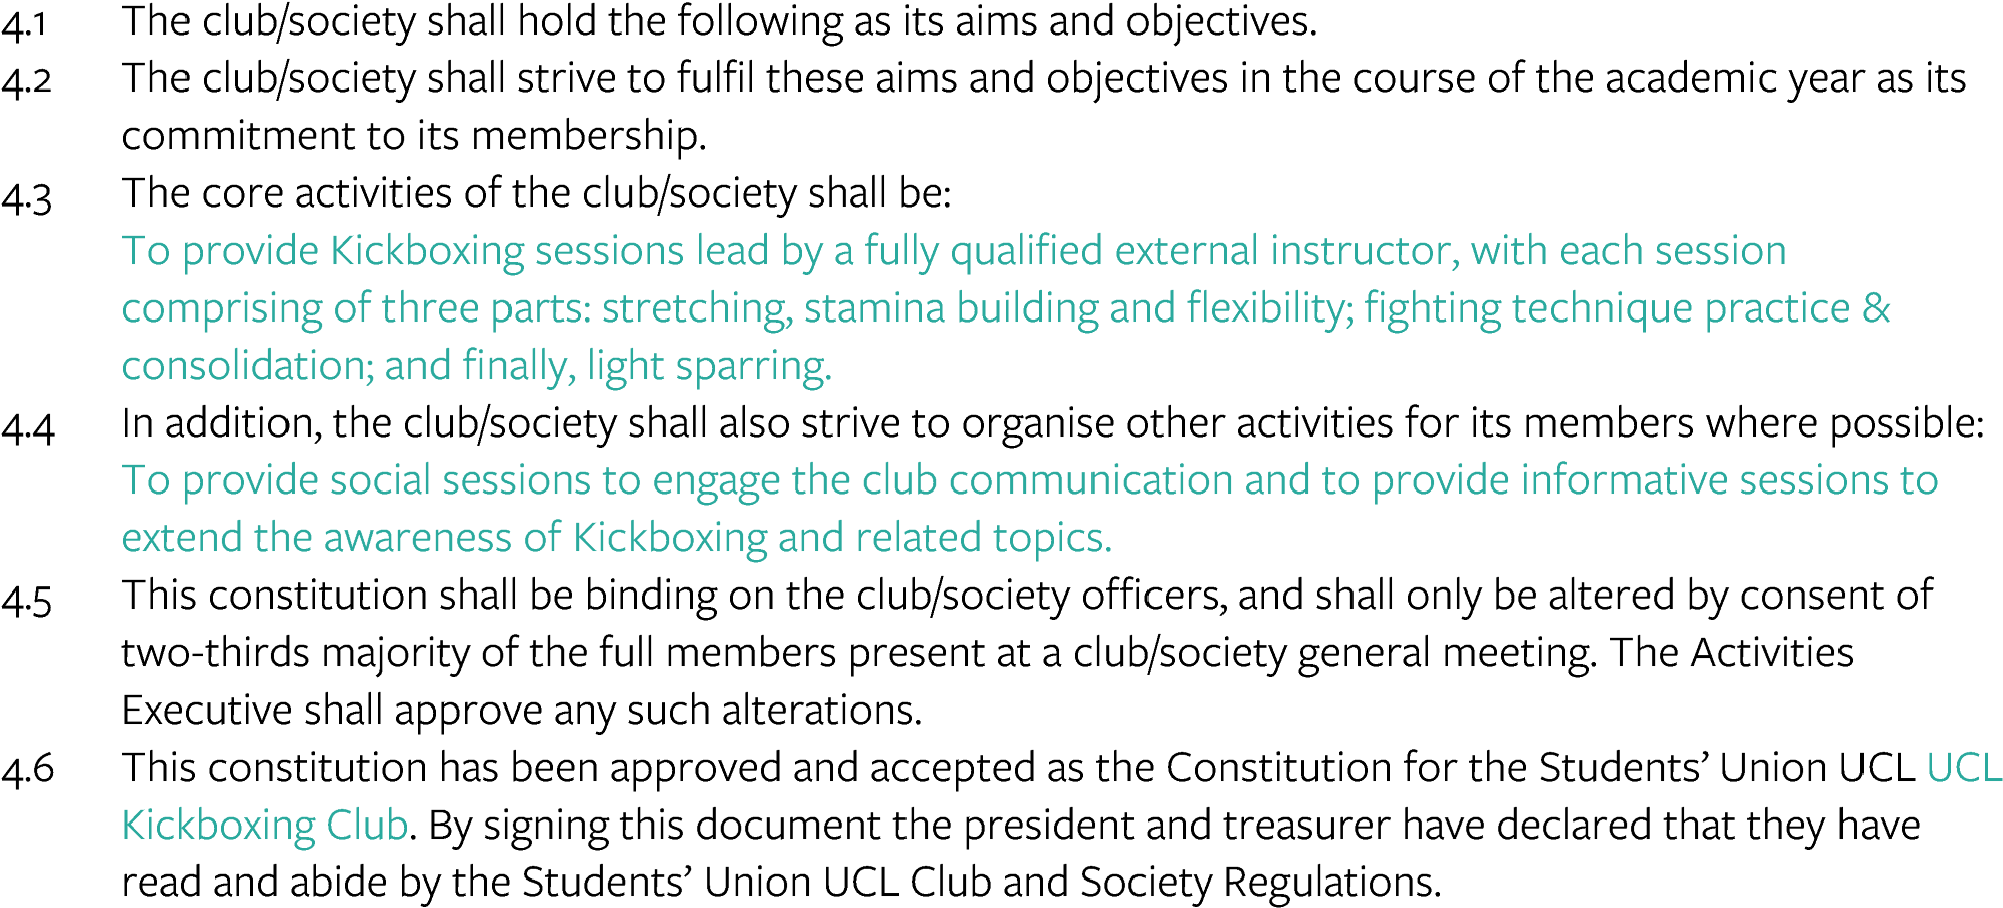 4.1 The club/society shall hold the following as its aims and objectives.
4.2 The club/society shall strive to fulfil these aims and objectives in the course of the academic year as its
commitment to its membership.
4.3 The core activities of the club/society shall be:
To provide Kickboxing sessions lead by a fully qualified external instructor, with each session
comprising of three parts: stretching, stamina building and flexibility; fighting technique practice &
consolidation; and finally, light sparring.
4.4 In addition, the club/society shall also strive to organise other activities for its members where possible:
To provide social sessions to engage the club communication and to provide informative sessions to
extend the awareness of Kickboxing and related topics.
4.5 This constitution shall be binding on the club/society officers, and shall only be altered by consent of
two-thirds majority of the full members present at a club/society general meeting. The Activities
Executive shall approve any such alterations.
4.6 This constitution has been approved and accepted as the Constitution for the Students’ Union UCL UCL
Kickboxing Club. By signing this document the president and treasurer have declared that they have
read and abide by the Students’ Union UCL Club and Society Regulations.